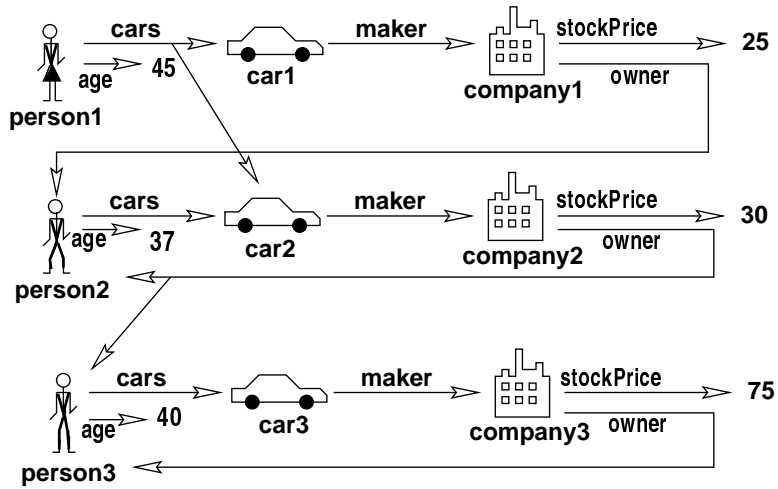 cars maker stockPrice 25
age 45 car1 owner
person1 company1
cars maker stockPrice 30
age 37 car2 owner
person2 company2
cars maker stockPrice 75
age 40 car3 owner
person3 company3